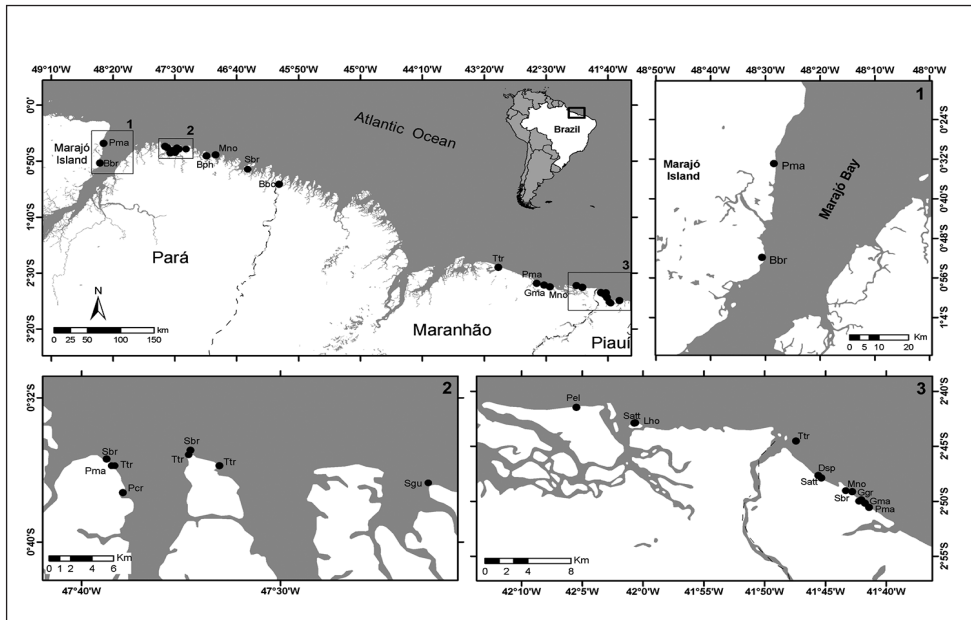 49°10'W 48°20'W 47°30'W 46°40'W 45°50'W 45°0'W 44°10'W 43°20'W 42°30'W 41°40'W
0°0'
0°50'S
1°40'S
2°30'S
3°20'S
1
2
3
Marajó
Island
Pma
Bbr
Bph
Mno
Sbr
Bbo
Atlantic Ocean
Brazil
Ttr
Pma
Gma
Mno
Pará
Maranhão
Piauí
N
0 25 50 100 150
km
48°50'W 48°40'W 48°30'W 48°20'W 48°10'W 48°0'W
1
0°24'S
0°32'S
0°40'S
0°48'S
0°56'S
1°4'S
Marajó
Island
Pma
Marajó Bay
Bbr
km
0 5 10 20
2
0°32'S
0°40'S
Sbr
Pma
Ttr
Pcr
Sbr
Ttr
Ttr
Sgu
Km
0 1 2 4 6
47°40'W 47°30'W
3
2°40'S
2°45'S
2°50'S
2°55'S
Pel
Satt
Lho
Ttr
Dsp
Satt
Mno
Sbr
Ggr
Gma
Pma
Km
0 2 4 8
42°10'W 42°5'W 42°0'W 41°55'W 41°50'W 41°45'W 41°40'W